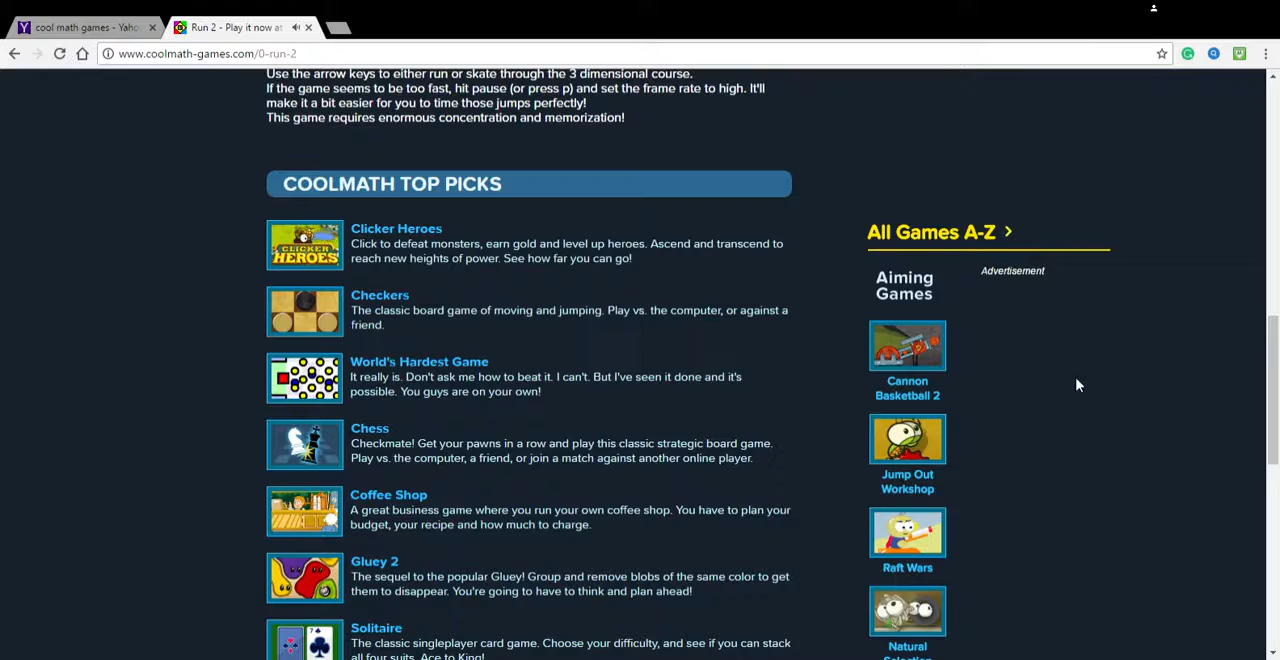 cool math games - Yaho
Run 2 - Play it now at
www.coolmath-games.com/0-run-2
Use the arrow keys to either run or skate through the 3 dimensional course.
If the game seems to be too fast, hit pause (or press p) and set the frame rate to high. It'll
make it a bit easier for you to time those jumps perfectly!
This game requires enormous concentration and memorization!
COOLMATH TOP PICKS
CLICKER
HEROES
Clicker Heroes
Click to defeat monsters, earn gold and level up heroes. Ascend and transcend to
reach new heights of power. See how far you can go!
Checkers
The classic board game of moving and jumping. Play vs. the computer, or against a
friend.
World's Hardest Game
It really is. Don't ask me how to beat it. I can't. But I've seen it done and it's
possible. You guys are on your own!
Chess
Checkmate! Get your pawns in a row and play this classic strategic board game.
Play vs. the computer, a friend, or join a match against another online player.
Coffee Shop
A great business game where you run your own coffee shop. You have to plan your
budget, your recipe and how much to charge.
Gluey 2
The sequel to the popular Gluey! Group and remove blobs of the same color to get
them to disappear. You're going to have to think and plan ahead!
Solitaire
The classic singleplayer card game. Choose your difficulty, and see if you can stack
all four suits, Ace to King!
All Games A-Z
Advertisement
Aiming
Games
Cannon
Basketball 2
Jump Out
Workshop
Raft Wars
Natural
Selection